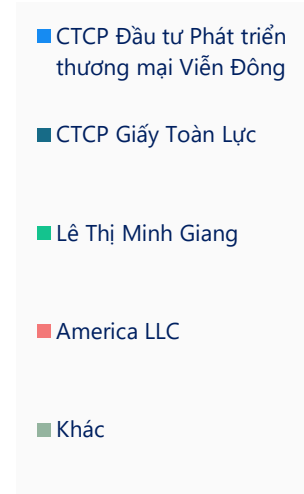 CTCP Đầu tư Phát triển
thương mại Viễn Đông
CTCP Giấy Toàn Lực
Lê Thị Minh Giang
America LLC
Khác